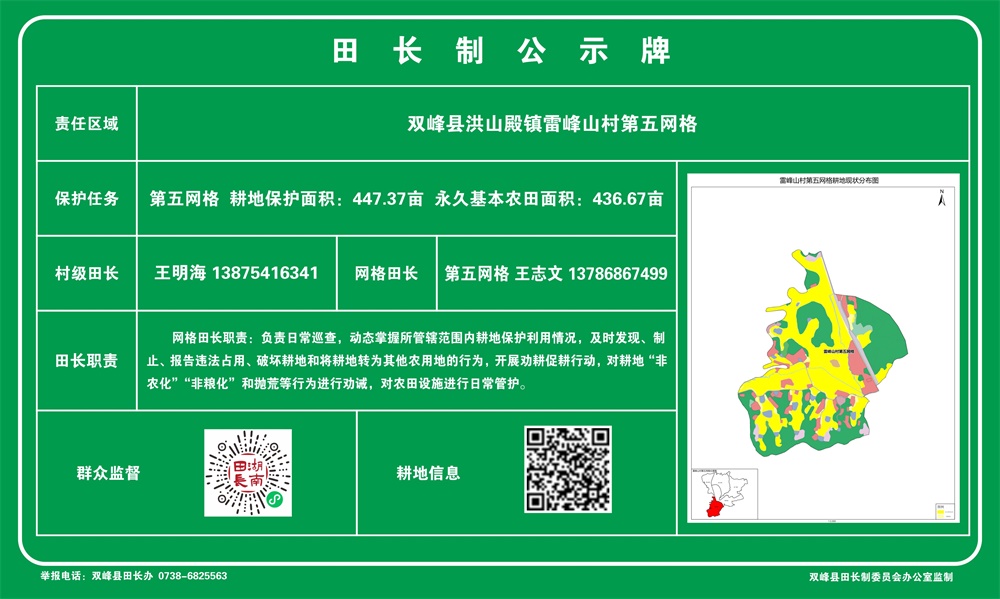 田长制公示牌
责任区域
双峰县洪山殿镇雷峰山村第五网格
保护任务
第五网格 耕地保护面积：447.37亩 永久基本农田面积：436.67亩
村级田长
王明海 13875416341
网格田长
第五网格 王志文 13786867499
田长职责
网格田长职责：负责日常巡查，动态掌握所管辖范围内耕地保护利用情况，及时发现、制
止、报告违法占用、破坏耕地和将耕地转为其他农用地的行为，开展劝耕促耕行动，对耕地“非
农化”“非粮化”和抛荒等行为进行劝诫，对农田设施进行日常管护。
雷峰山村第五网格耕地现状分布图
N
雷峰山村第五网格
群众监督
田長湖南
耕地信息
举报电话：双峰县田长办 0738-6825563
双峰县田长制委员会办公室监制